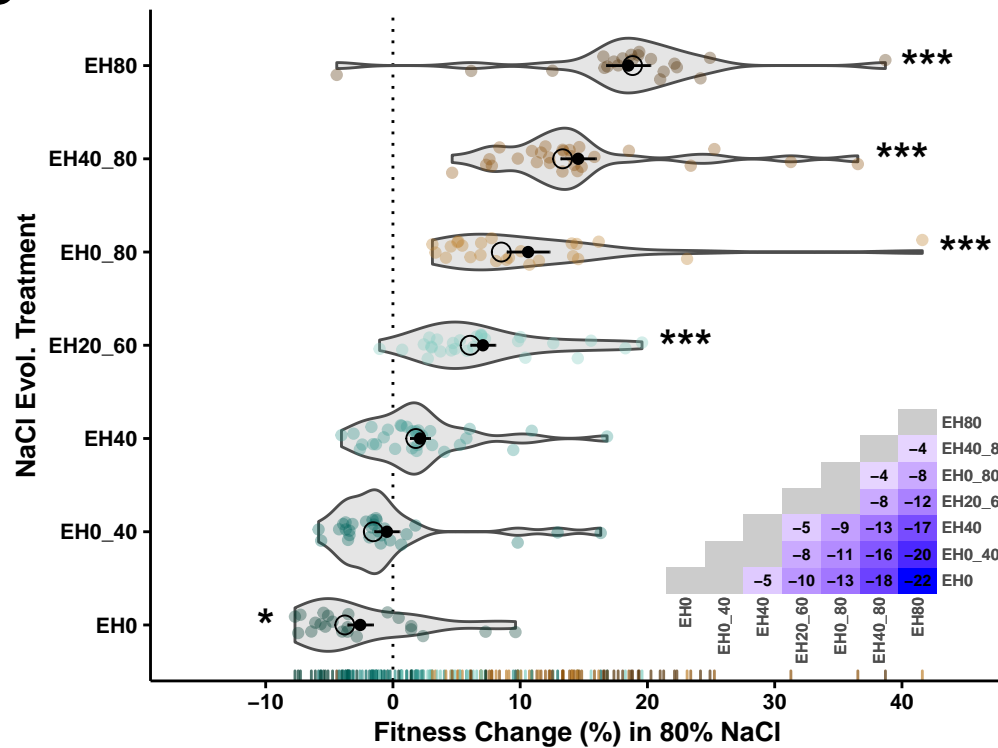 EH80
***
EH40_80
***
EH0_80
***
EH20_60
***
EH40
EH0_40
EH0
*
NaCl Evol. Treatment
EH80
−4 EH40_8
−4 −8 EH0_80
−8 −12 EH20_6
−5 −9 −13 −17 EH40
−8 −11 −16 −20 EH0_40
−5 −10 −13 −18 −22 EH0
EH0 EH0_40 EH40 EH20_60 EH0_80 EH40_80 EH80
−10 0 10 20 30 40
Fitness Change (%) in 80% NaCl